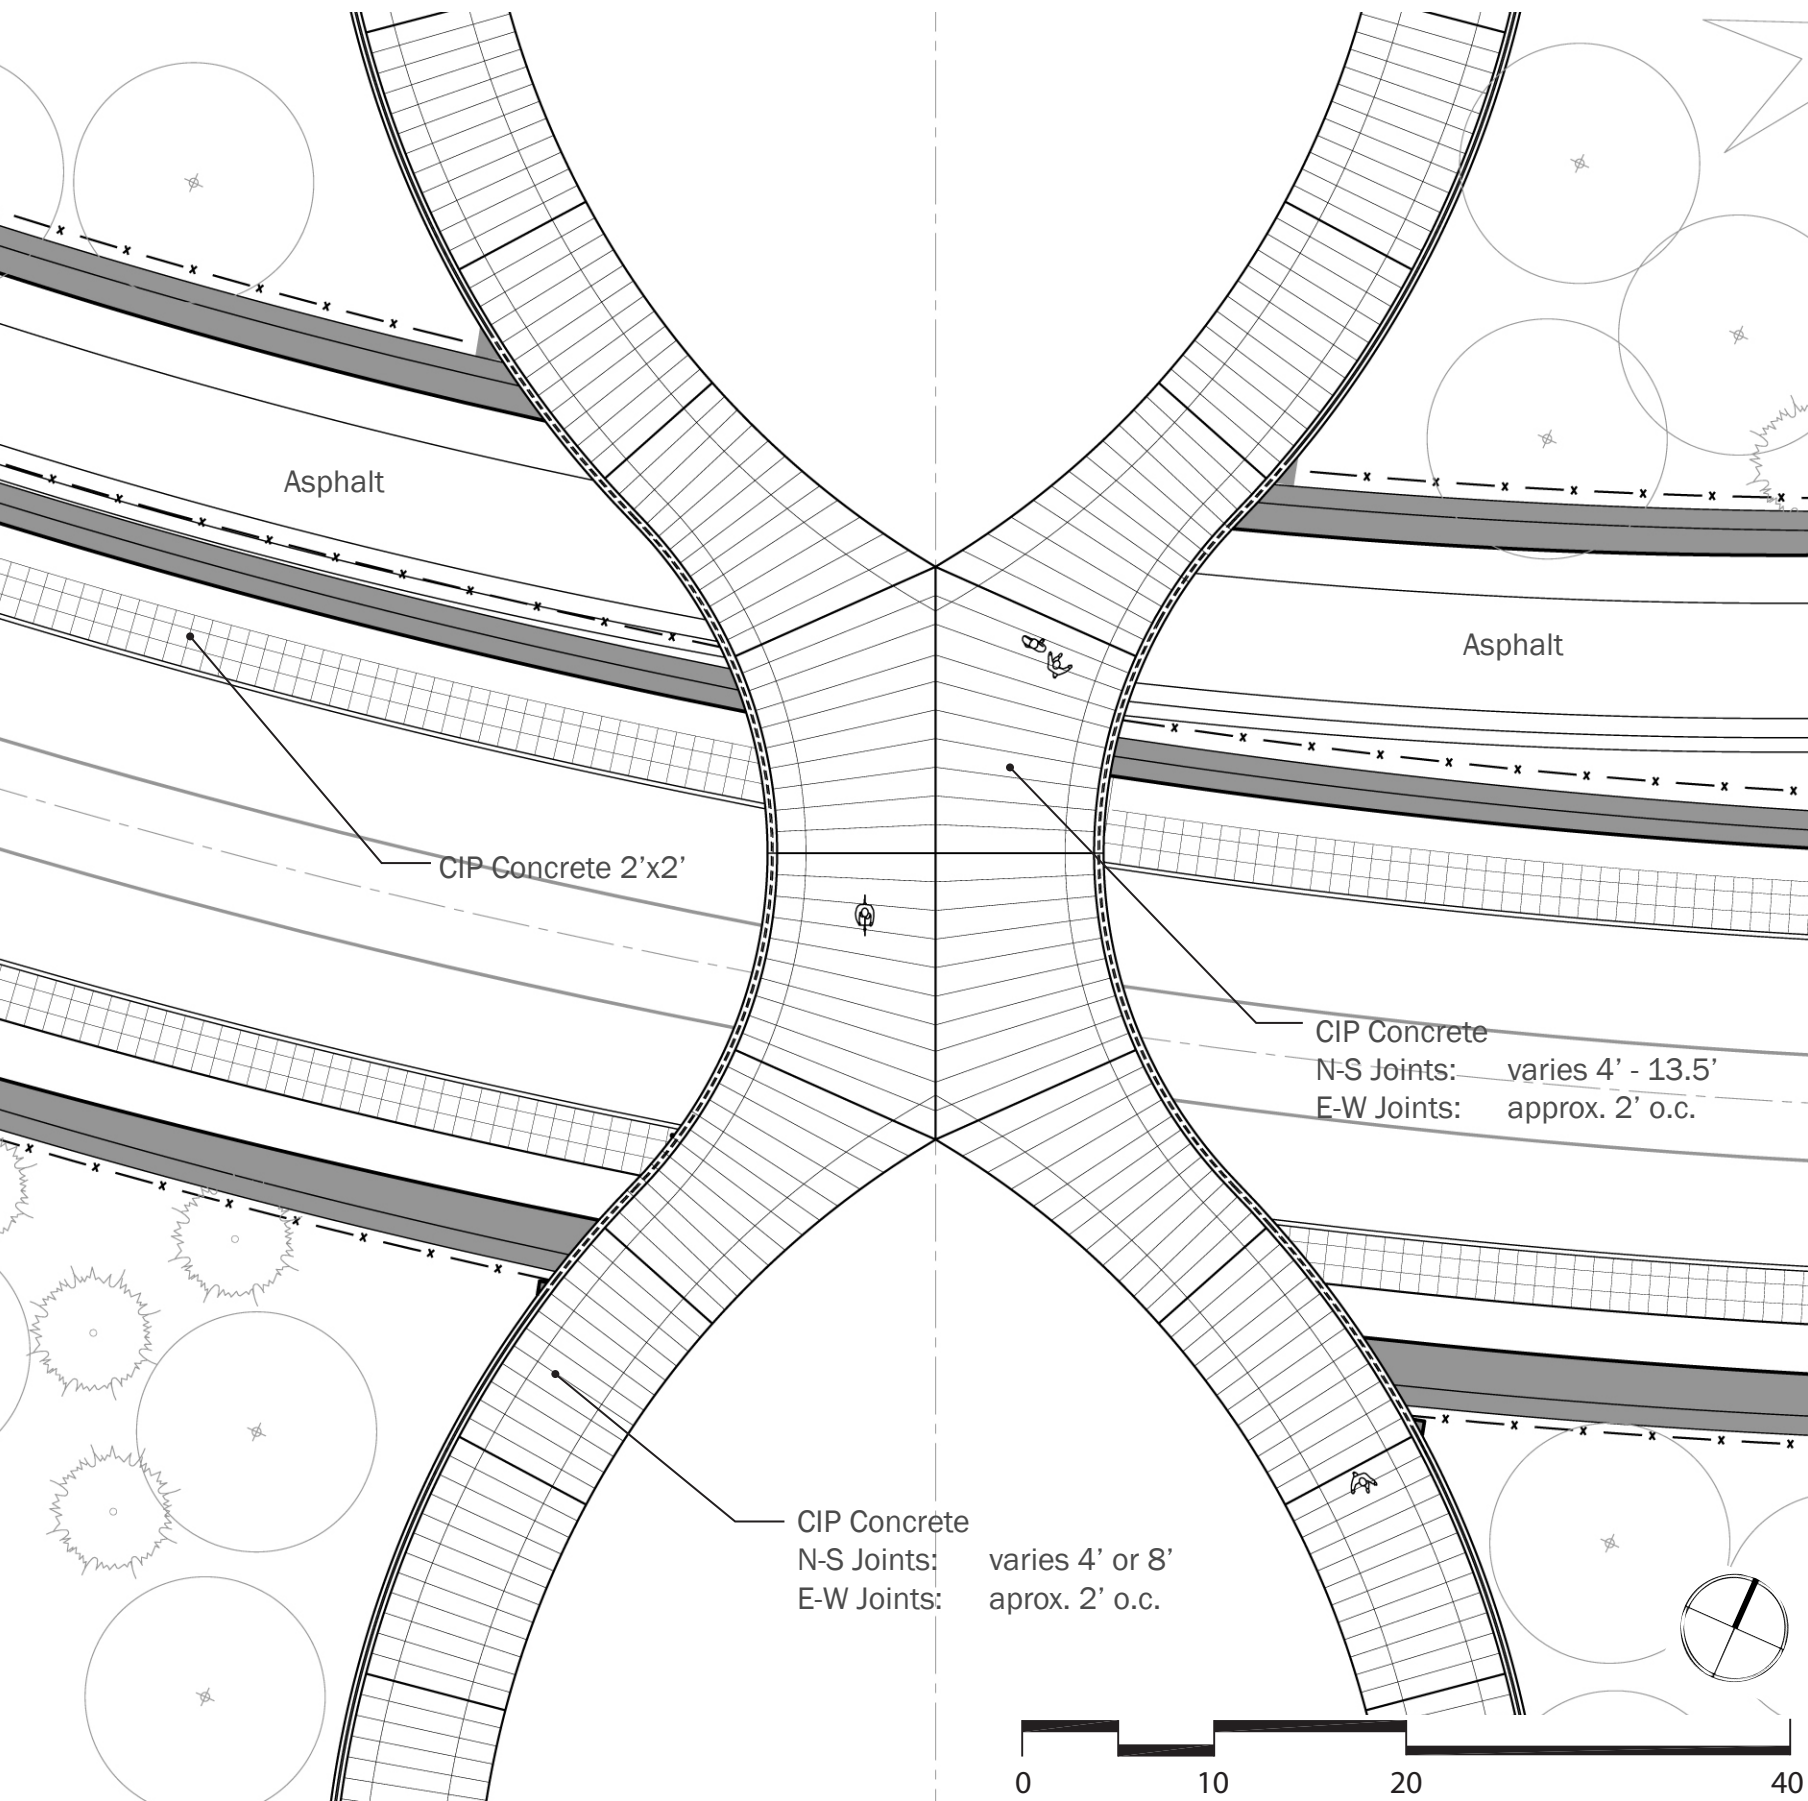 Asphalt
Asphalt
CIP Concrete 2’x2’
CIP Concrete
N-S Joints: varies 4’ - 13.5’
E-W Joints: approx. 2’ o.c.
CIP Concrete
N-S Joints: varies 4’ or 8’
E-W Joints: aprox. 2’ o.c.
0 10 20 40